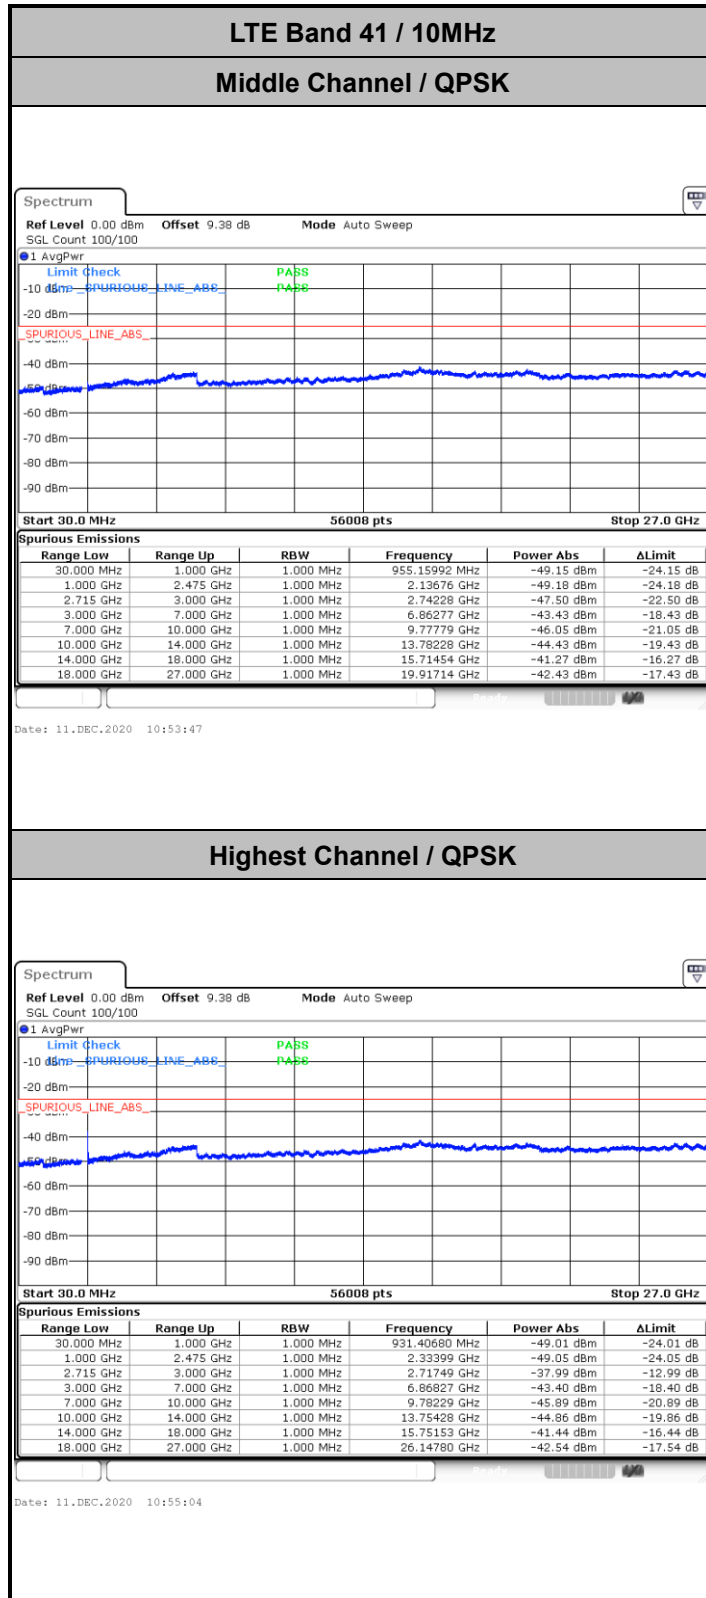 LTE Band 41 / 10MHz
Middle Channel / QPSK
Spectrum
Ref Level 0.00 dBm Offset 9.38 dB Mode Auto Sweep
SGL Count 100/100
1 AvgPwr
Limit Check PASS
-10 dBm Line _SPURIOUS_LINE_ABS_ PASS
-20 dBm
_SPURIOUS_LINE_ABS_
-40 dBm
-50 dBm
-60 dBm
-70 dBm
-80 dBm
-90 dBm
Start 30.0 MHz 56008 pts Stop 27.0 GHz
Spurious Emissions
Range Low Range Up RBW Frequency Power Abs ΔLimit
30.000 MHz 1.000 GHz 1.000 MHz 955.15992 MHz -49.15 dBm -24.15 dB
1.000 GHz 2.475 GHz 1.000 MHz 2.13676 GHz -49.18 dBm -24.18 dB
2.715 GHz 3.000 GHz 1.000 MHz 2.74228 GHz -47.50 dBm -22.50 dB
3.000 GHz 7.000 GHz 1.000 MHz 6.86277 GHz -43.43 dBm -18.43 dB
7.000 GHz 10.000 GHz 1.000 MHz 9.77779 GHz -46.05 dBm -21.05 dB
10.000 GHz 14.000 GHz 1.000 MHz 13.78228 GHz -44.43 dBm -19.43 dB
14.000 GHz 18.000 GHz 1.000 MHz 15.71454 GHz -41.27 dBm -16.27 dB
18.000 GHz 27.000 GHz 1.000 MHz 19.91714 GHz -42.43 dBm -17.43 dB
Ready
Date: 11.DEC.2020 10:53:47
Highest Channel / QPSK
Spectrum
Ref Level 0.00 dBm Offset 9.38 dB Mode Auto Sweep
SGL Count 100/100
1 AvgPwr
Limit Check PASS
-10 dBm Line _SPURIOUS_LINE_ABS_ PASS
-20 dBm
_SPURIOUS_LINE_ABS_
-40 dBm
-50 dBm
-60 dBm
-70 dBm
-80 dBm
-90 dBm
Start 30.0 MHz 56008 pts Stop 27.0 GHz
Spurious Emissions
Range Low Range Up RBW Frequency Power Abs ΔLimit
30.000 MHz 1.000 GHz 1.000 MHz 931.40680 MHz -49.01 dBm -24.01 dB
1.000 GHz 2.475 GHz 1.000 MHz 2.33399 GHz -49.05 dBm -24.05 dB
2.715 GHz 3.000 GHz 1.000 MHz 2.71749 GHz -37.99 dBm -12.99 dB
3.000 GHz 7.000 GHz 1.000 MHz 6.86827 GHz -43.40 dBm -18.40 dB
7.000 GHz 10.000 GHz 1.000 MHz 9.78229 GHz -45.89 dBm -20.89 dB
10.000 GHz 14.000 GHz 1.000 MHz 13.75428 GHz -44.86 dBm -19.86 dB
14.000 GHz 18.000 GHz 1.000 MHz 15.75153 GHz -41.44 dBm -16.44 dB
18.000 GHz 27.000 GHz 1.000 MHz 26.14780 GHz -42.54 dBm -17.54 dB
Date: 11.DEC.2020 10:55:04